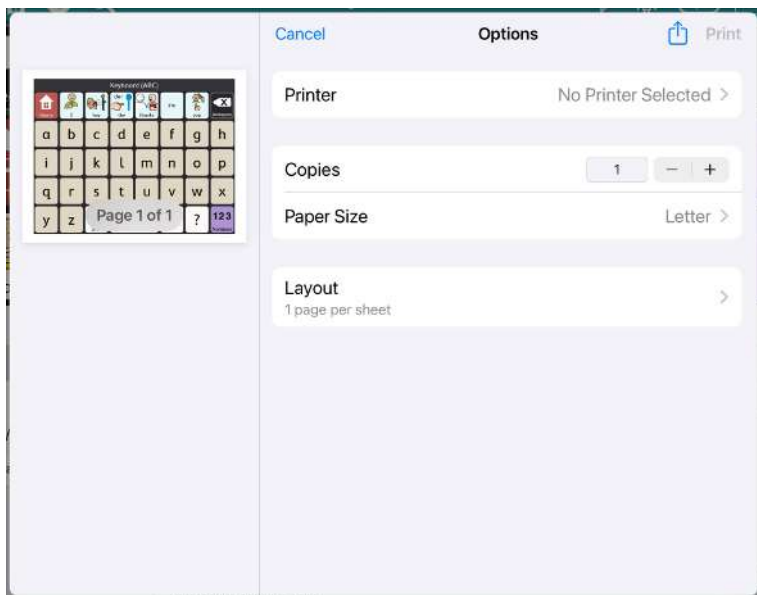 Cancel Options Print
Printer No Printer Selected
Copies 1 − +
Paper Size Letter
Layout
1 page per sheet
Keyboard (ABC)
a b c d e f g h
i j k l m n o p
q r s t u v w x
y z ? 123
Page 1 of 1